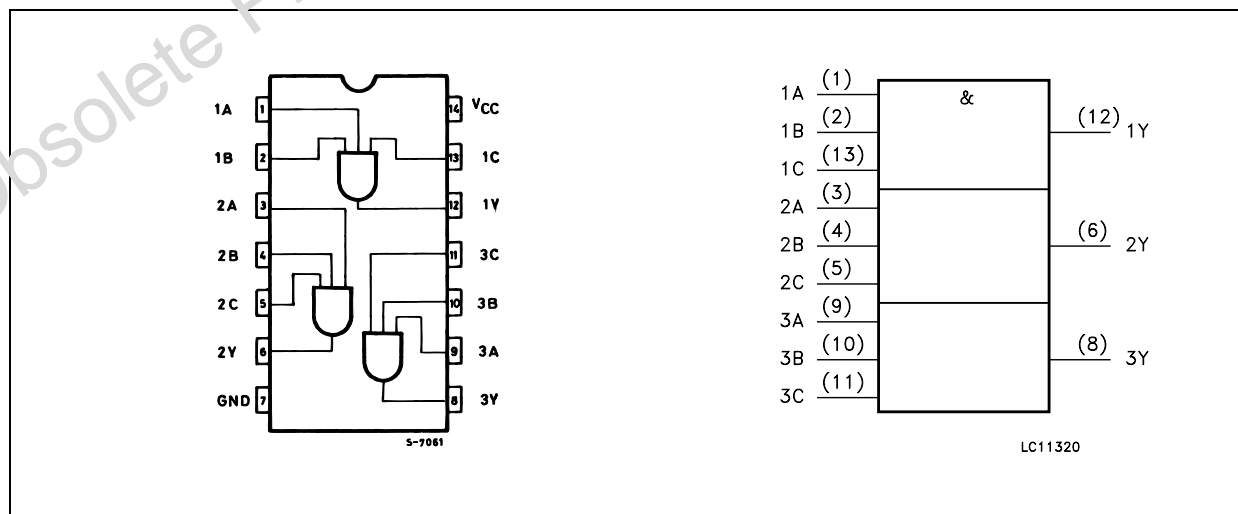 obsolete P
1A 1
14 VCC
1B 2
13 1C
2A 3
12 1Y
2B 4
11 3C
2C 5
10 3B
2Y 6
9 3A
GND 7
8 3Y
S-7061
&
1A (1)
1B (2)
1C (13)
2A (3)
2B (4)
2C (5)
3A (9)
3B (10)
3C (11)
(12) 1Y
(6) 2Y
(8) 3Y
LC11320